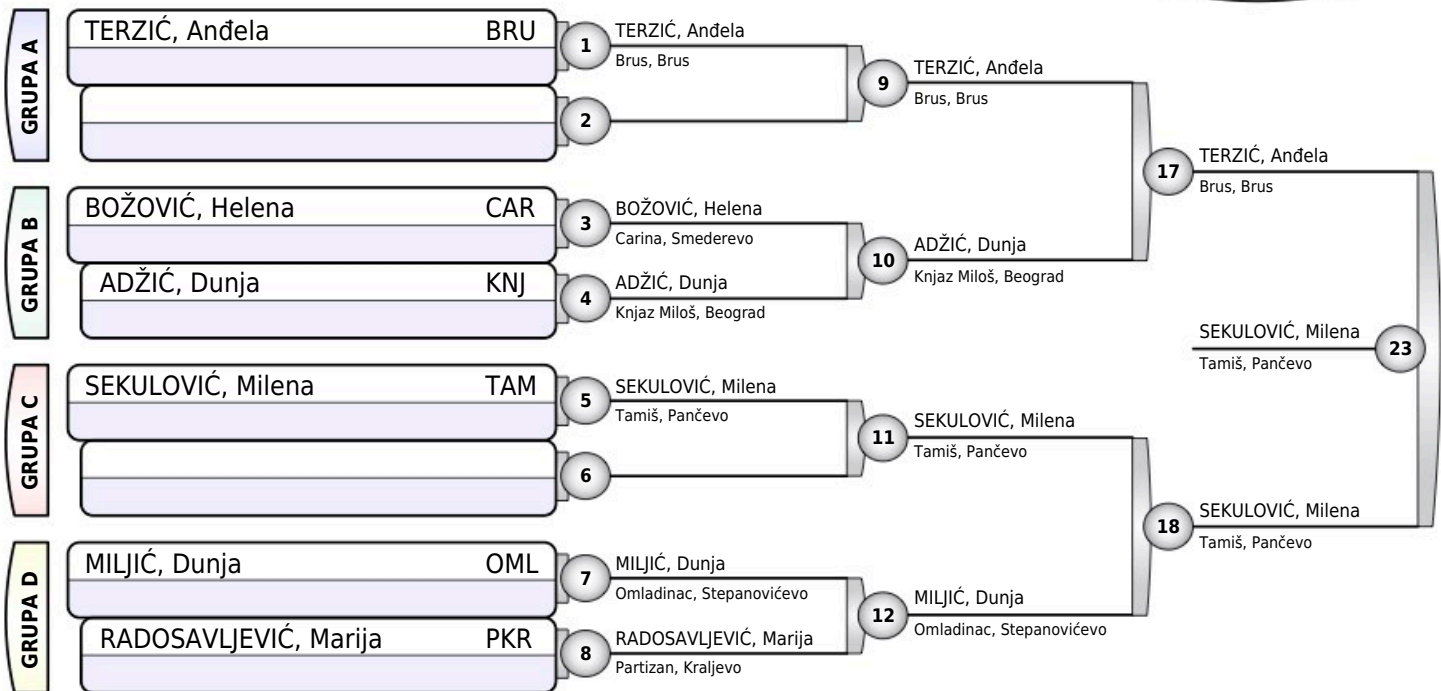 GRUPA A
TERZIĆ, Anđela BRU
1
TERZIĆ, Anđela
Brus, Brus
2
9
TERZIĆ, Anđela
Brus, Brus
GRUPA B
BOŽOVIĆ, Helena CAR
3
BOŽOVIĆ, Helena
Carina, Smederevo
ADŽIĆ, Dunja KNJ
4
ADŽIĆ, Dunja
Knjaz Miloš, Beograd
10
ADŽIĆ, Dunja
Knjaz Miloš, Beograd
17
TERZIĆ, Anđela
Brus, Brus
GRUPA C
SEKULOVIĆ, Milena TAM
5
SEKULOVIĆ, Milena
Tamiš, Pančevo
6
11
SEKULOVIĆ, Milena
Tamiš, Pančevo
GRUPA D
MILJIĆ, Dunja OML
7
MILJIĆ, Dunja
Omladinac, Stepanovićevo
RADOSAVLJEVIĆ, Marija PKR
8
RADOSAVLJEVIĆ, Marija
Partizan, Kraljevo
12
MILJIĆ, Dunja
Omladinac, Stepanovićevo
18
SEKULOVIĆ, Milena
Tamiš, Pančevo
SEKULOVIĆ, Milena
Tamiš, Pančevo
23